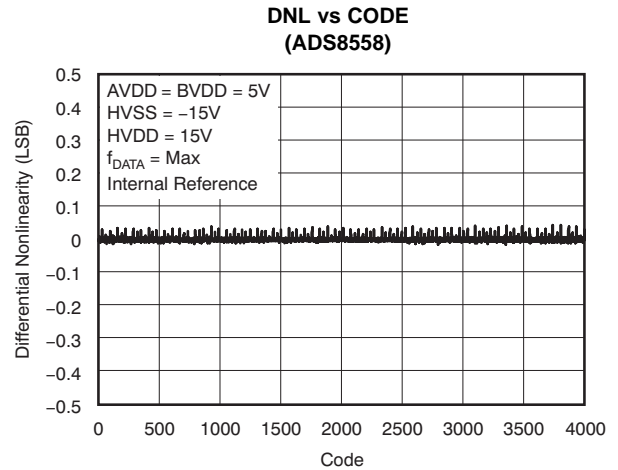 DNL vs CODE
(ADS8558)
AVDD = BVDD = 5V
HVSS = −15V
HVDD = 15V
fDATA = Max
Internal Reference
Differential Nonlinearity (LSB)
0.5
0.4
0.3
0.2
0.1
0
−0.1
−0.2
−0.3
−0.4
−0.5
0 500 1000 1500 2000 2500 3000 3500 4000
Code